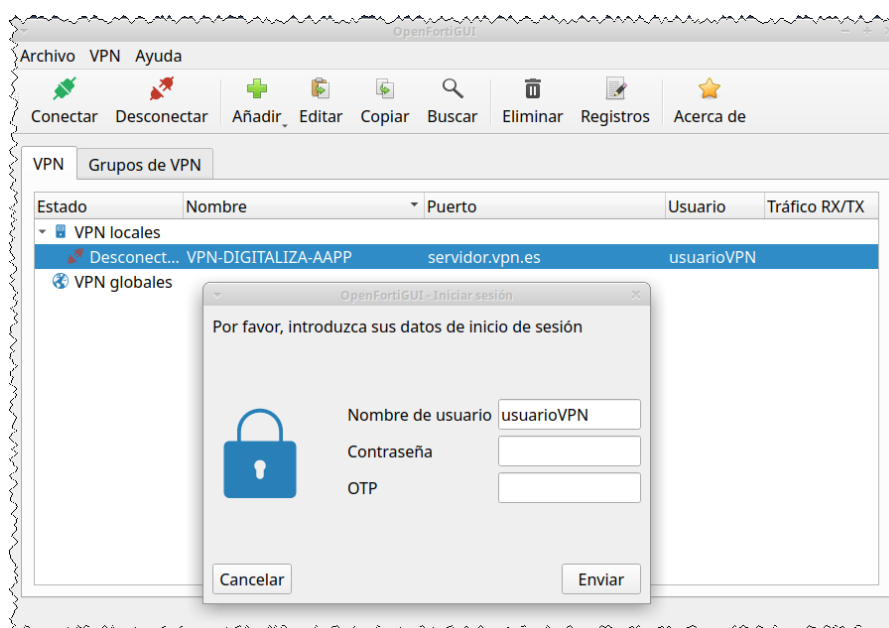 OpenFortiGUI
Archivo VPN Ayuda
Conectar Desconectar Añadir Editar Copiar Buscar Eliminar Registros Acerca de
VPN Grupos de VPN
Estado Nombre Puerto Usuario Tráfico RX/TX
VPN locales
Desconect... VPN-DIGITALIZA-AAPP servidor.vpn.es usuarioVPN
VPN globales
OpenFortiGUI - Iniciar sesión
Por favor, introduzca sus datos de inicio de sesión
Nombre de usuario usuarioVPN
Contraseña
OTP
Cancelar Enviar